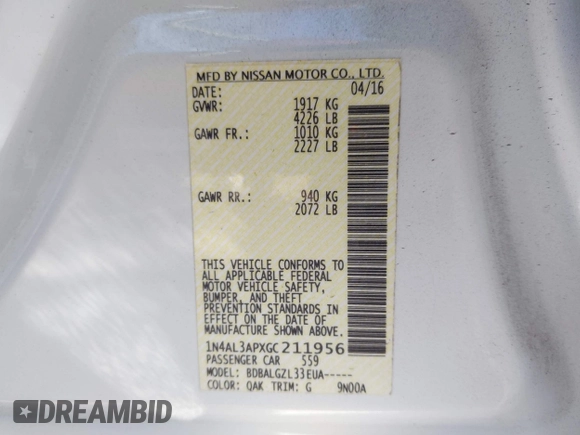 MFD BY NISSAN MOTOR CO., LTD.
DATE: 04/16
GVWR: 1917 KG
4226 LB
GAWR FR.: 1010 KG
2227 LB
GAWR RR.: 940 KG
2072 LB
THIS VEHICLE CONFORMS TO
ALL APPLICABLE FEDERAL
MOTOR VEHICLE SAFETY,
BUMPER, AND THEFT
PREVENTION STANDARDS IN
EFFECT ON THE DATE OF
MANUFACTURE SHOWN ABOVE.
1N4AL3APXGC211956
PASSENGER CAR 559
MODEL: BDBALGZL33EUA-----
COLOR: QAK TRIM: G 9N00A
DREAMBID